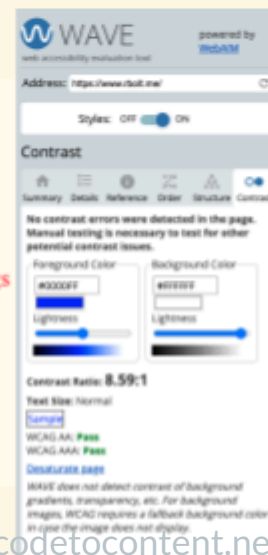 WAVE
powered by
WebAIM
web accessibility evaluation tool
Address: https://www.rboit.me/
Styles: OFF ON
Contrast
Summary Details Reference Order Structure Contrast
No contrast errors were detected in the page.
Manual testing is necessary to test for other
potential contrast issues.
Foreground Color Background Color
#0000FF #FFFFFF
Lightness Lightness
Contrast Ratio: 8.59:1
Text Size: Normal
Sample
WCAG AA: Pass
WCAG AAA: Pass
Desaturate page
WAVE does not detect contrast of background
gradients, transparency, etc. For background
images, WCAG requires a fallback background color
in case the image does not display.
codetocontent.ne